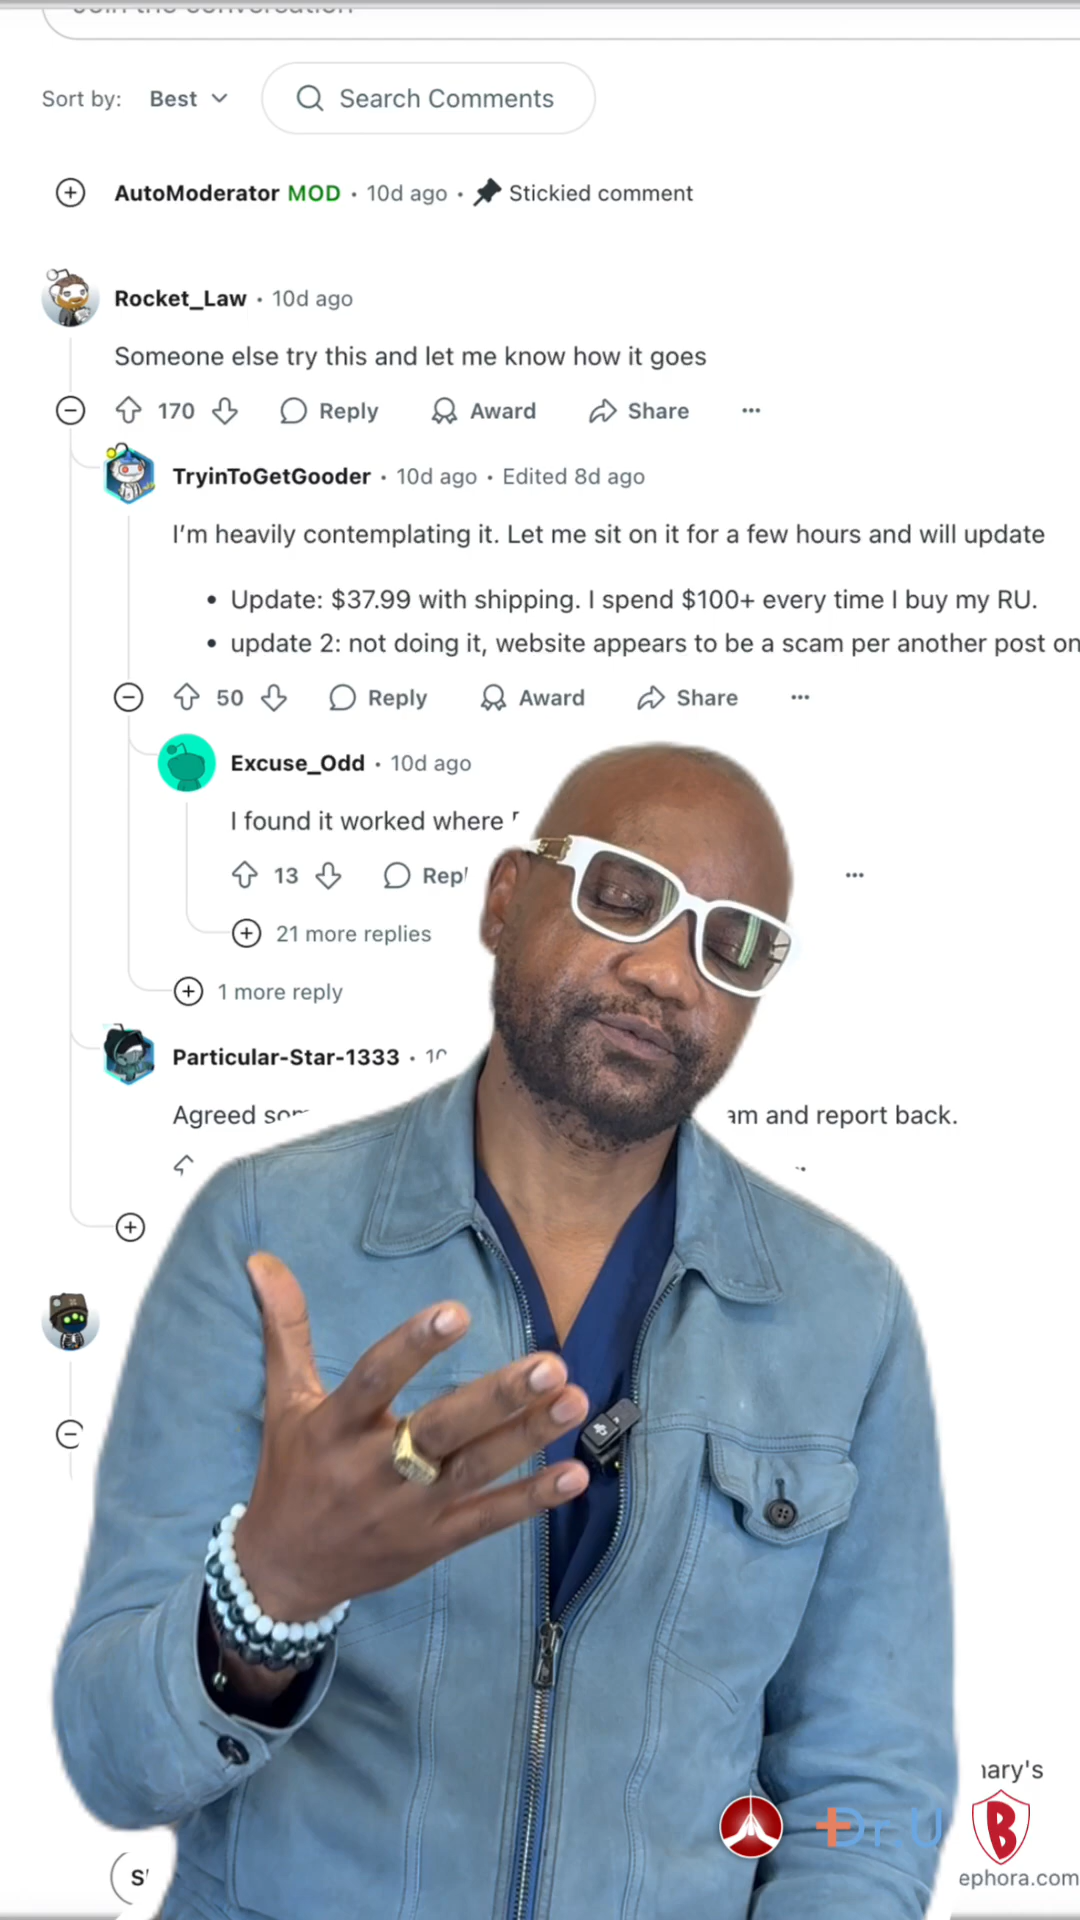 Join the conversation
Sort by: Best Search Comments
AutoModerator MOD • 10d ago • Stickied comment
Rocket_Law • 10d ago
Someone else try this and let me know how it goes
170 Reply Award Share ...
TryinToGetGooder • 10d ago • Edited 8d ago
I'm heavily contemplating it. Let me sit on it for a few hours and will update
• Update: $37.99 with shipping. I spend $100+ every time I buy my RU.
• update 2: not doing it, website appears to be a scam per another post on
50 Reply Award Share ...
Excuse_Odd • 10d ago
I found it worked where
13 ...
21 more replies
1 more reply
Particular-Star-1333
Agreed and report back.
Dr.U B
ephora.com